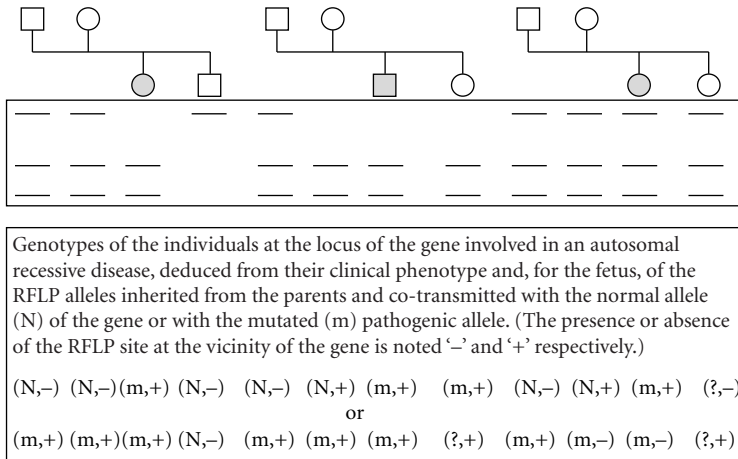 Genotypes of the individuals at the locus of the gene involved in an autosomal
recessive disease, deduced from their clinical phenotype and, for the fetus, of the
RFLP alleles inherited from the parents and co-transmitted with the normal allele
(N) of the gene or with the mutated (m) pathogenic allele. (The presence or absence
of the RFLP site at the vicinity of the gene is noted ‘–’ and ‘+’ respectively.)
(N,–) (N,–)(m,+) (N,–) (N,–) (N,+) (m,+) (m,+) (N,–) (N,+) (m,+) (?,–)
or
(m,+) (m,+)(m,+) (N,–) (m,+) (m,+) (m,+) (?,+) (m,+) (m,–) (m,–) (?,+)